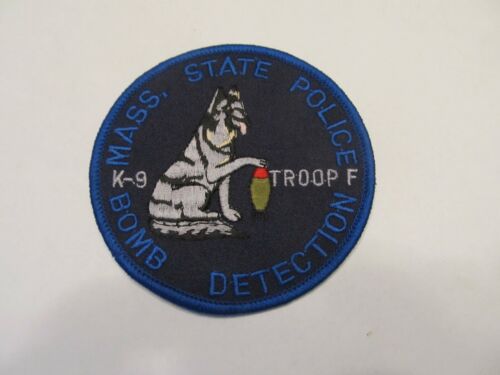 MASS. STATE POLICE
K-9 TROOP F
BOMB DETECTION